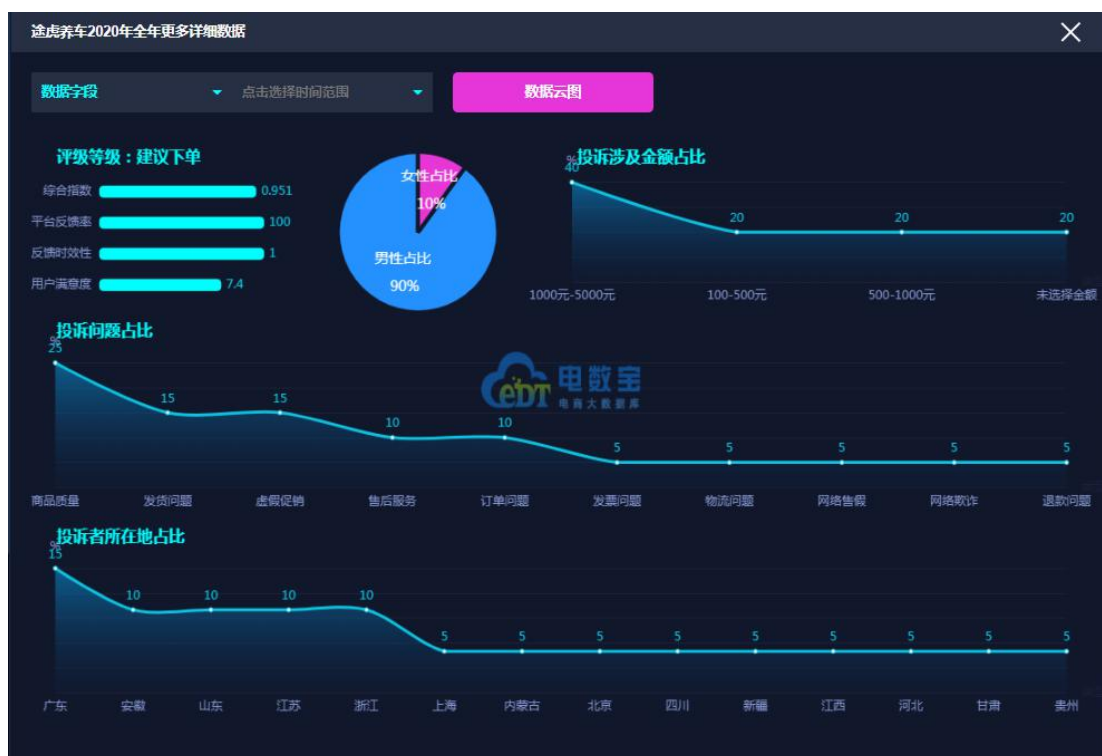 途虎养车2020年全年更多详细数据
数据字段
点击选择时间范围
数据云图
评级等级：建议下单
综合指数 0.951
平台反馈率 100
反馈时效性 1
用户满意度 7.4
女性占比
10%
男性占比
90%
投诉涉及金额占比
%
40 20 20 20
1000元-5000元 100-500元 500-1000元 未选择金额
投诉问题占比
%
25 15 15 10 10 5 5 5 5 5
商品质量 发货问题 虚假促销 售后服务 订单问题 发票问题 物流问题 网络售假 网络欺诈 退款问题
eDT 电数宝
电商大数据库
投诉者所在地占比
%
15 10 10 10 10 5 5 5 5 5 5 5 5 5
广东 安徽 山东 江苏 浙江 上海 内蒙古 北京 四川 新疆 江西 河北 甘肃 贵州